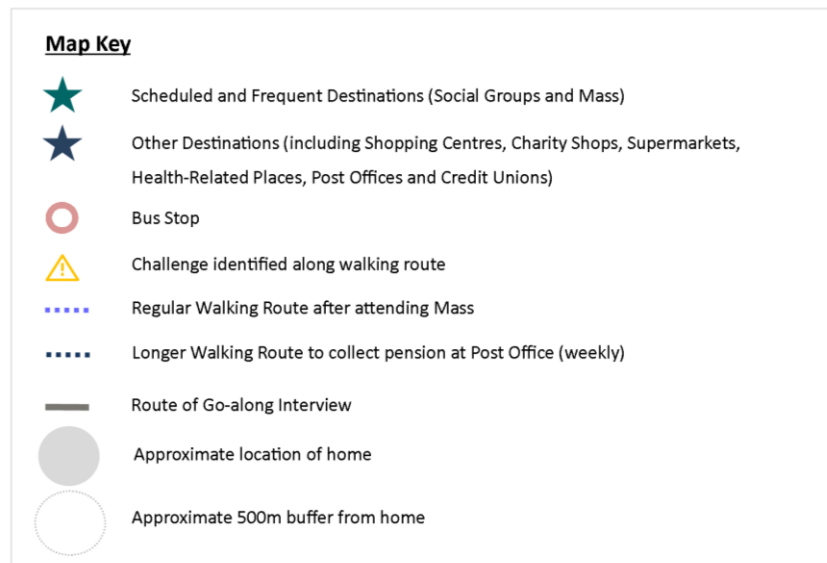 Map Key
Scheduled and Frequent Destinations (Social Groups and Mass)
Other Destinations (including Shopping Centres, Charity Shops, Supermarkets,
Health-Related Places, Post Offices and Credit Unions)
Bus Stop
Challenge identified along walking route
Regular Walking Route after attending Mass
Longer Walking Route to collect pension at Post Office (weekly)
Route of Go-along Interview
Approximate location of home
Approximate 500m buffer from home